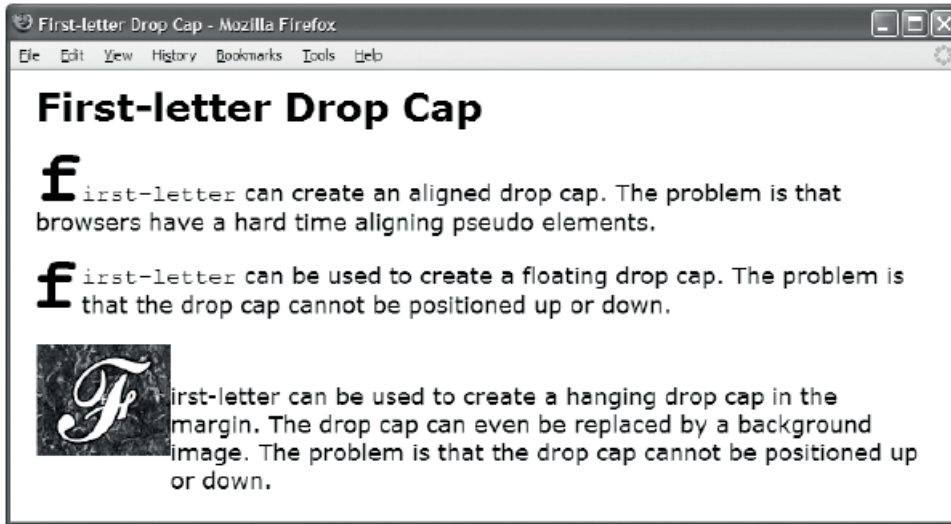 First-letter Drop Cap - Mozilla Firefox
File Edit View History Bookmarks Tools Help
First-letter Drop Cap
first-letter can create an aligned drop cap. The problem is that
browsers have a hard time aligning pseudo elements.
first-letter can be used to create a floating drop cap. The problem is
that the drop cap cannot be positioned up or down.
First-letter can be used to create a hanging drop cap in the
margin. The drop cap can even be replaced by a background
image. The problem is that the drop cap cannot be positioned up
or down.